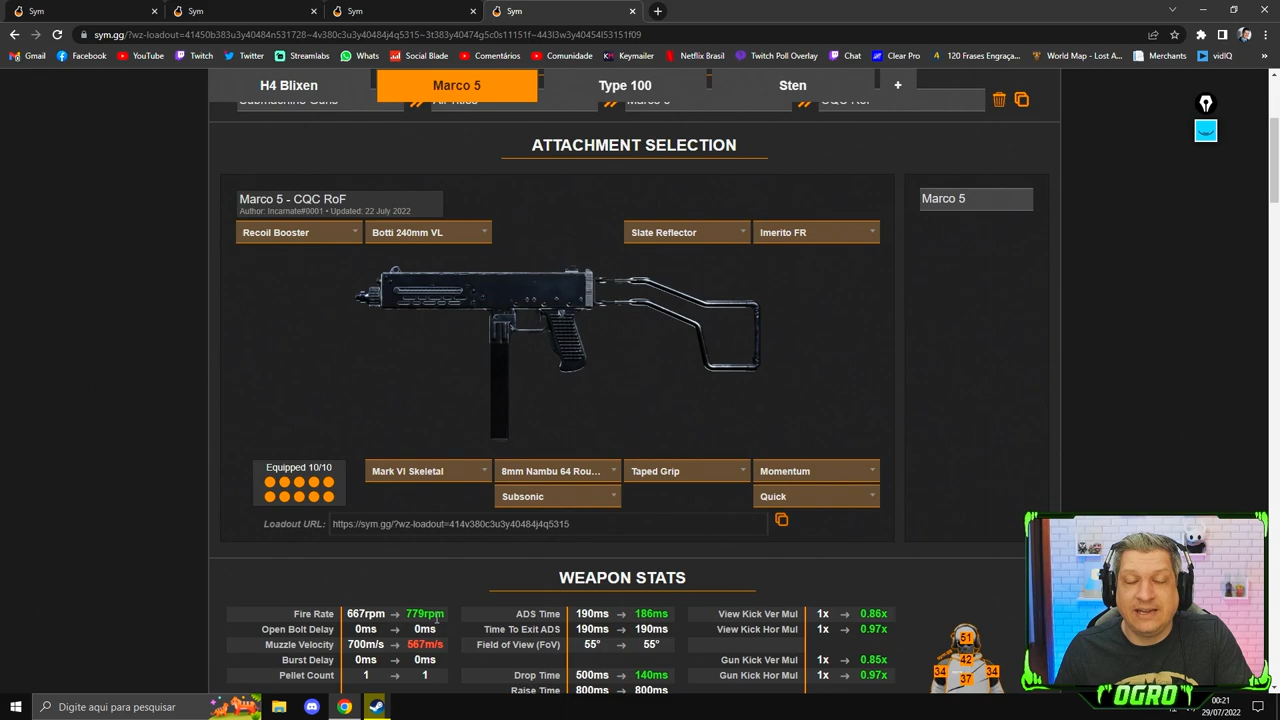 Sym
Sym
Sym
Sym
sym.gg/?wz-loadout=41450b383u3y40484n531728~4v380c3u3y40484j4q5315~3t383y40474g5c0s11151f~443l3w3y40454l53151f09
Gmail
Facebook
YouTube
Twitch
Twitter
Streamlabs
Whats
Social Blade
Comentários
Comunidade
Keymailer
Netflix Brasil
Twitch Poll Overlay
Chat
Clear Pro
120 Frases Engraça...
World Map - Lost A...
Merchants
vidIQ
H4 Blixen
Marco 5
Type 100
Sten
+
ATTACHMENT SELECTION
Marco 5 - CQC RoF
Author: Incarnate#0001 • Updated: 22 July 2022
Marco 5
Recoil Booster
Botti 240mm VL
Slate Reflector
Imerito FR
Equipped 10/10
Mark VI Skeletal
8mm Nambu 64 Rou...
Taped Grip
Momentum
Subsonic
Quick
Loadout URL:
https://sym.gg/?wz-loadout=414v380c3u3y40484j4q5315
WEAPON STATS
Fire Rate 667rpm → 779rpm
Open Bolt Delay 0ms → 0ms
Muzzle Velocity 700m/s → 567m/s
Burst Delay 0ms → 0ms
Pellet Count 1 → 1
ADS Time 190ms → 186ms
Time To Exit ADS 190ms → 190ms
Field of View (FoV) 55° → 55°
Drop Time 500ms → 140ms
Raise Time 800ms → 800ms
View Kick Ver Mul 1x → 0.86x
View Kick Hor Mul 1x → 0.97x
Gun Kick Ver Mul 1x → 0.85x
Gun Kick Hor Mul 1x → 0.97x
51
42
34
34
37
OGRO
Digite aqui para pesquisar
00:21
29/07/2022